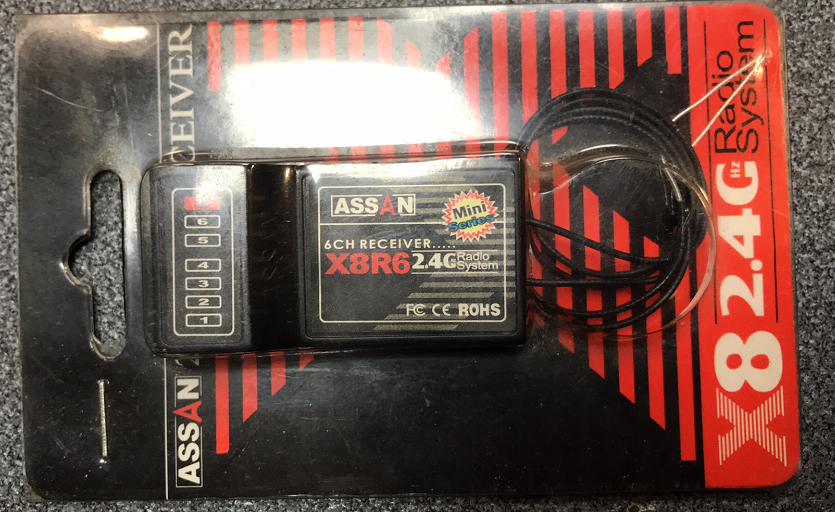 ASSAN
Mini
Series
6CH RECEIVER.....
X8R6 2.4G Radio
System
FC CE ROHS
6
5
4
3
2
1
ASSAN
CEIVER
X8 2.4G Hz Radio
System